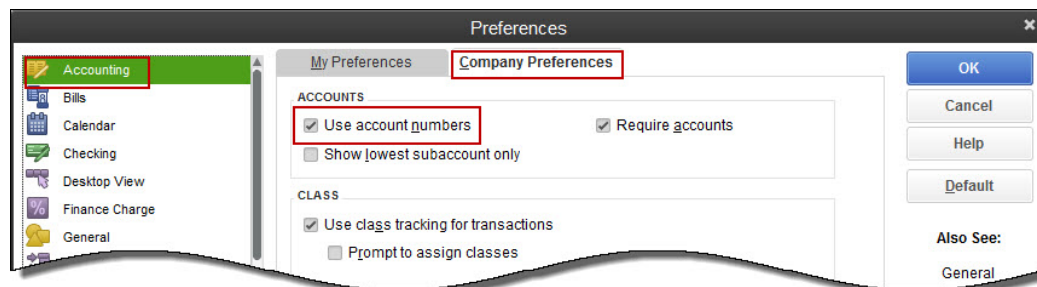 Preferences
Accounting
Bills
Calendar
Checking
Desktop View
Finance Charge
General
My Preferences
Company Preferences
ACCOUNTS
Use account numbers
Require accounts
Show lowest subaccount only
CLASS
Use class tracking for transactions
Prompt to assign classes
OK
Cancel
Help
Default
Also See:
General